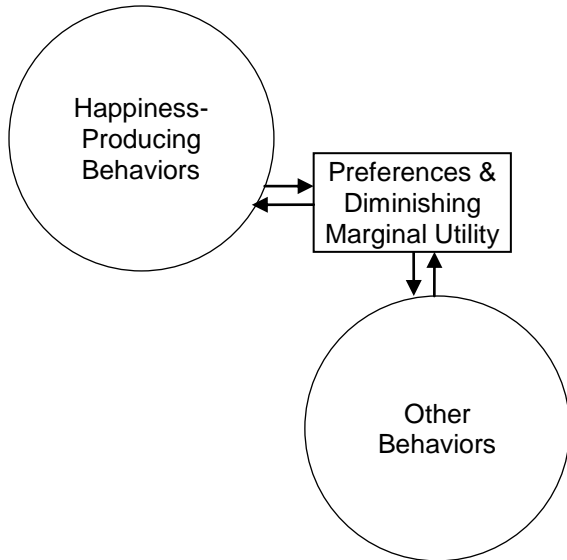 Happiness-
Producing
Behaviors
Preferences &
Diminishing
Marginal Utility
Other
Behaviors